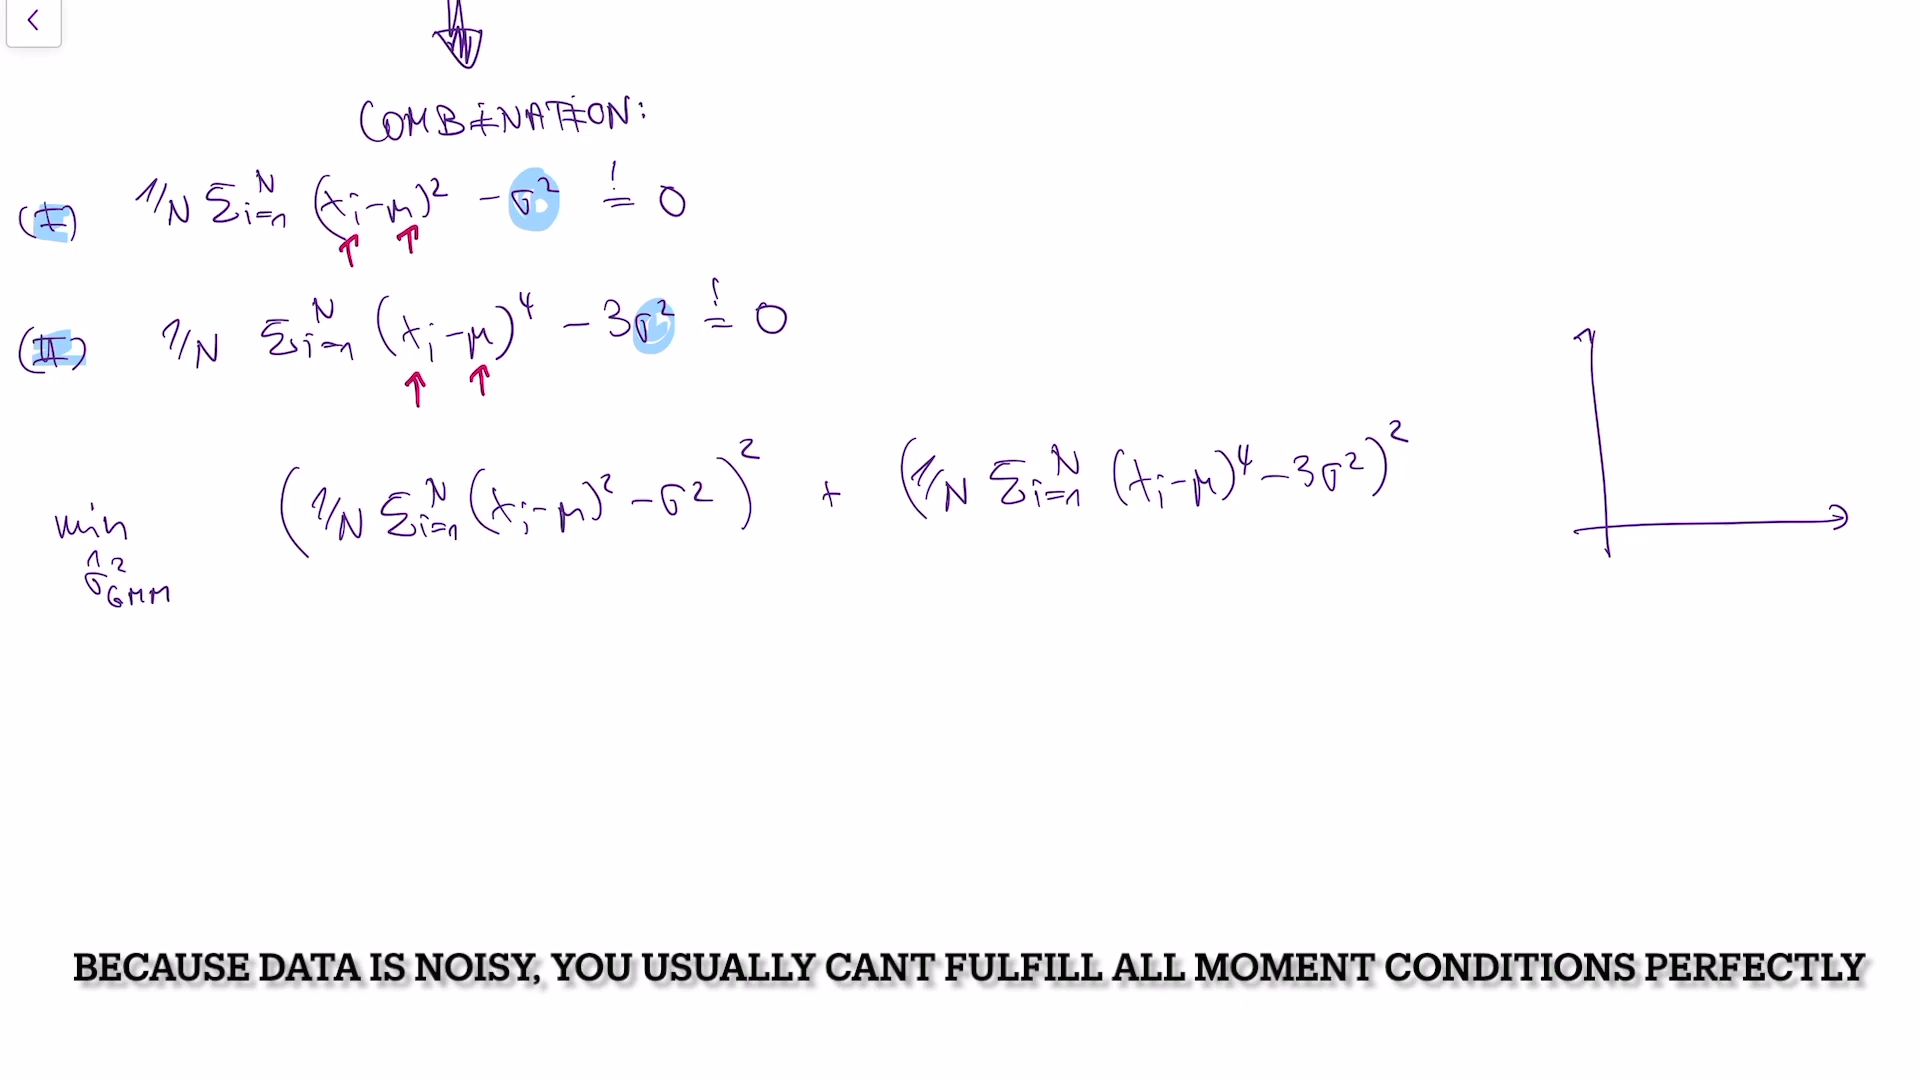 COMBINATION:
(I) 1/N Σ_{i=1}^N (x_i-μ)² - σ² =! 0
(II) 1/N Σ_{i=1}^N (x_i-μ)⁴ - 3σ² =! 0
min_{σ̂²_{GMM}} (1/N Σ_{i=1}^N (x_i-μ)² - σ²)² + (1/N Σ_{i=1}^N (x_i-μ)⁴ - 3σ²)²
BECAUSE DATA IS NOISY, YOU USUALLY CANT FULFILL ALL MOMENT CONDITIONS PERFECTLY